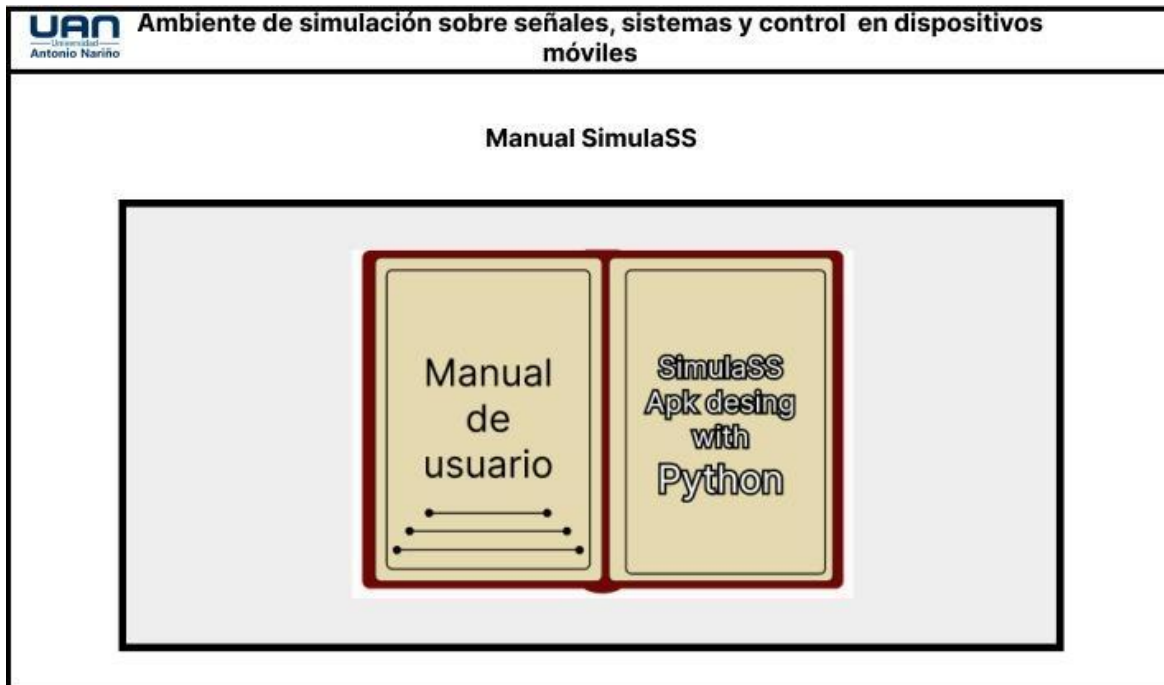 UAN
Universidad
Antonio Nariño
Ambiente de simulación sobre señales, sistemas y control en dispositivos
móviles
Manual SimulaSS
Manual
de
usuario
SimulaSS
Apk desing
with
Python